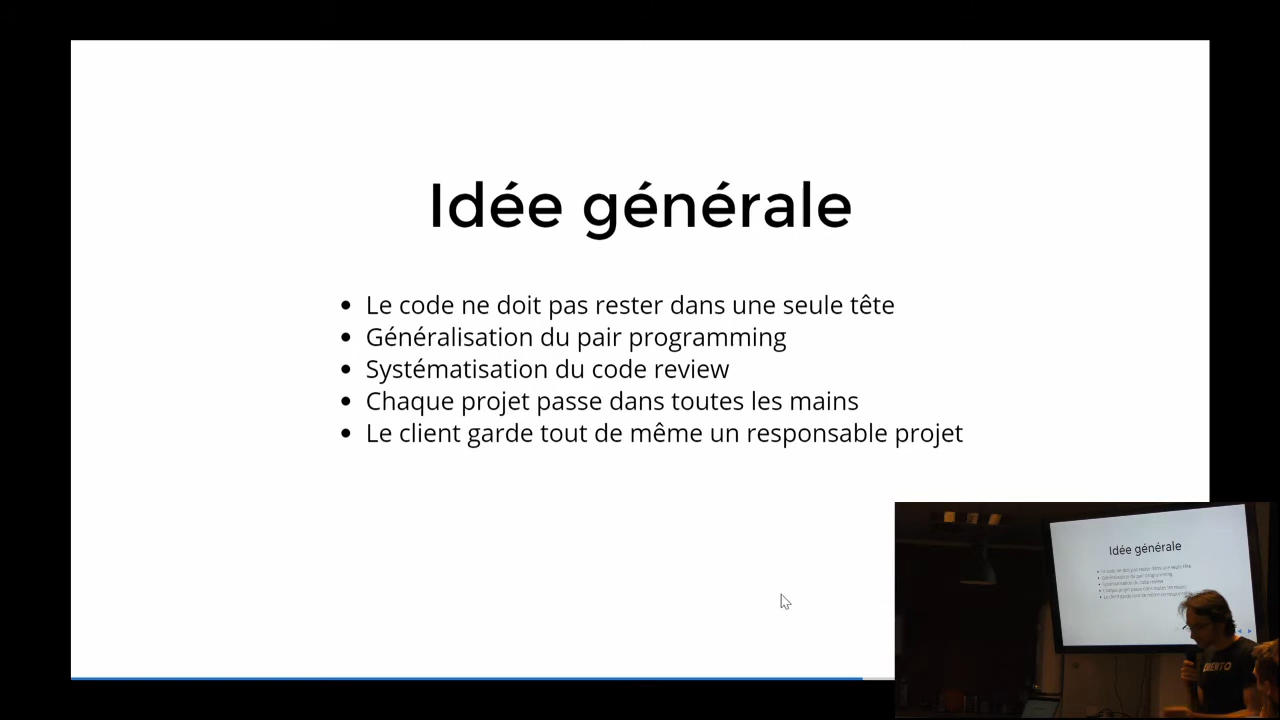 Idée générale
Le code ne doit pas rester dans une seule tête
Généralisation du pair programming
Systématisation du code review
Chaque projet passe dans toutes les mains
Le client garde tout de même un responsable projet
Idée générale